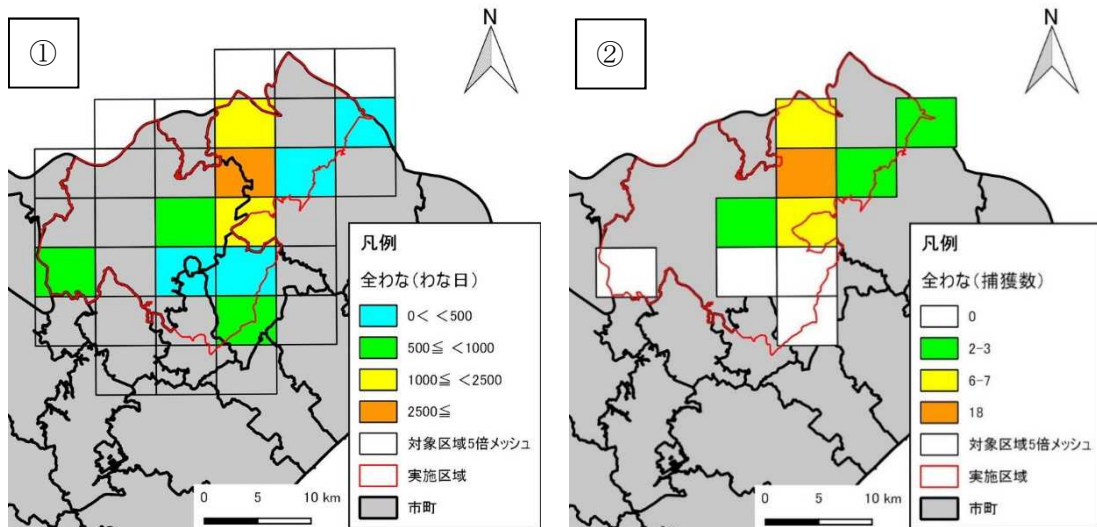 ①
N
凡例
全わな(わな日)
0< <500
500≦ <1000
1000≦ <2500
2500≦
対象区域5倍メッシュ
実施区域
市町
0 5 10 km
②
N
凡例
全わな(捕獲数)
0
2-3
6-7
18
対象区域5倍メッシュ
実施区域
市町
0 5 10 km